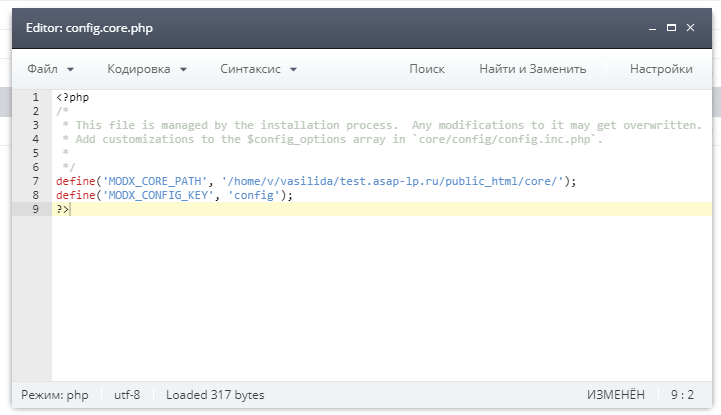 Editor: config.core.php
Файл Кодировка Синтаксис Поиск Найти и Заменить Настройки
1 <?php
2 /*
3  * This file is managed by the installation process.  Any modifications to it may get overwritten.
4  * Add customizations to the $config_options array in `core/config/config.inc.php`.
5  *
6  */
7 define('MODX_CORE_PATH', '/home/v/vasilida/test.asap-lp.ru/public_html/core/');
8 define('MODX_CONFIG_KEY', 'config');
9 ?>
Режим: php utf-8 Loaded 317 bytes ИЗМЕНЁН 9 : 2